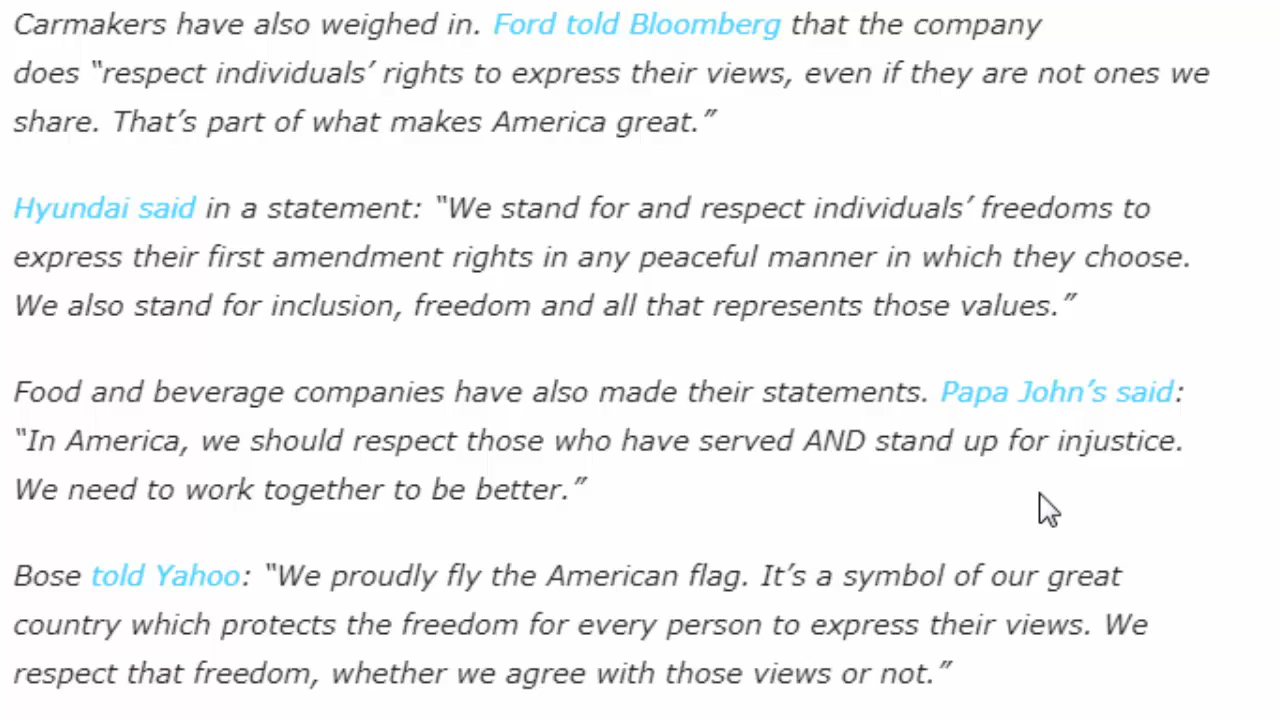 Carmakers have also weighed in. Ford told Bloomberg that the company
does “respect individuals’ rights to express their views, even if they are not ones we
share. That’s part of what makes America great.”
Hyundai said in a statement: “We stand for and respect individuals’ freedoms to
express their first amendment rights in any peaceful manner in which they choose.
We also stand for inclusion, freedom and all that represents those values.”
Food and beverage companies have also made their statements. Papa John’s said:
“In America, we should respect those who have served AND stand up for injustice.
We need to work together to be better.”
Bose told Yahoo: “We proudly fly the American flag. It’s a symbol of our great
country which protects the freedom for every person to express their views. We
respect that freedom, whether we agree with those views or not.”